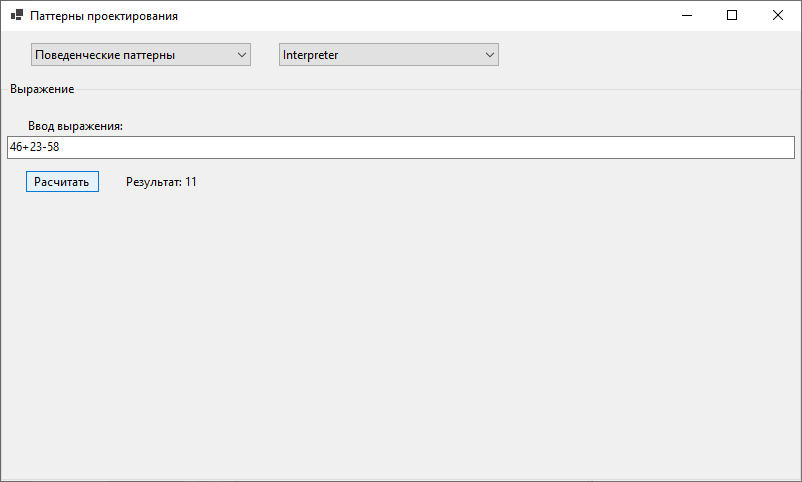 Паттерны проектирования
Поведенческие паттерны Interpreter
Выражение
Ввод выражения:
46+23-58
Расчитать Результат: 11